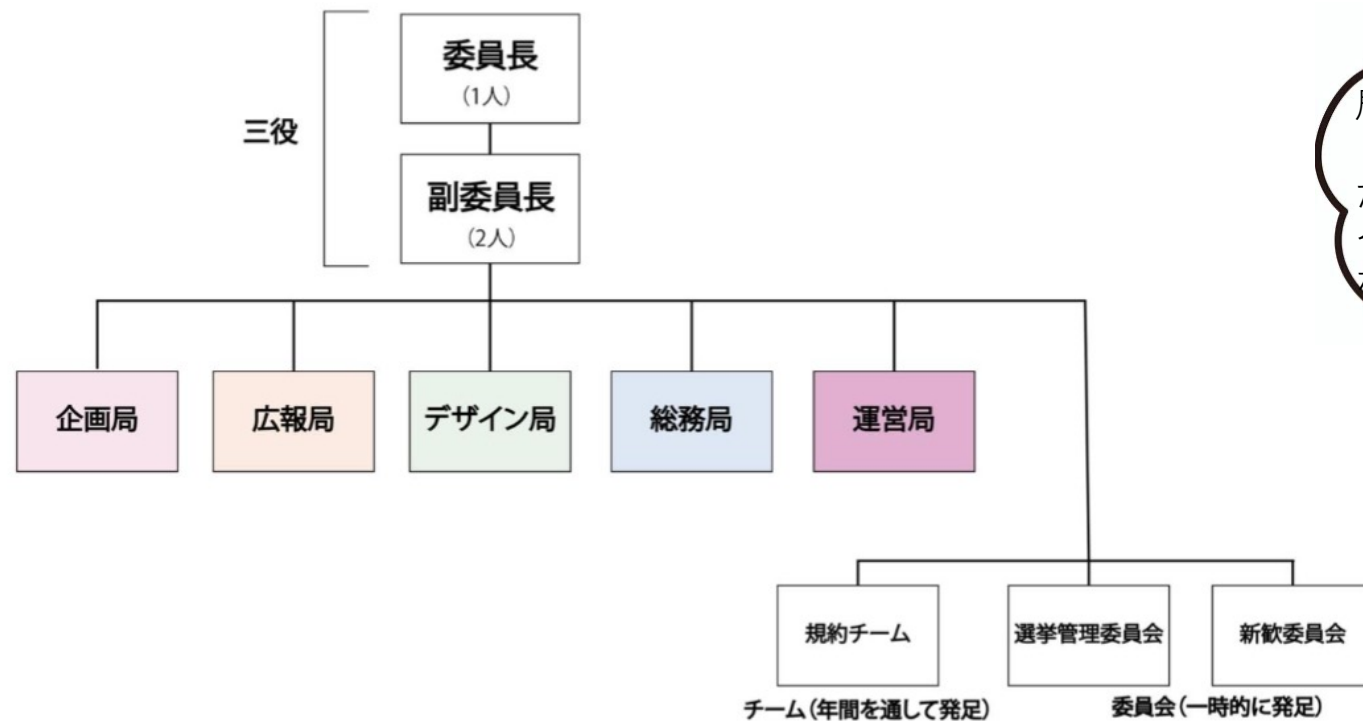 委員長
(1人)
三役
副委員長
(2人)
企画局
広報局
デザイン局
総務局
運営局
規約チーム
選挙管理委員会
新歓委員会
チーム(年間を通して発足)
委員会(一時的に発足)